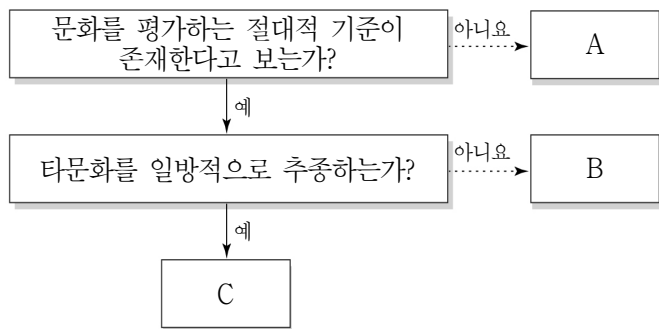 문화를 평가하는 절대적 기준이
존재한다고 보는가?
아니요
A
예
타문화를 일방적으로 추종하는가?
아니요
B
예
C